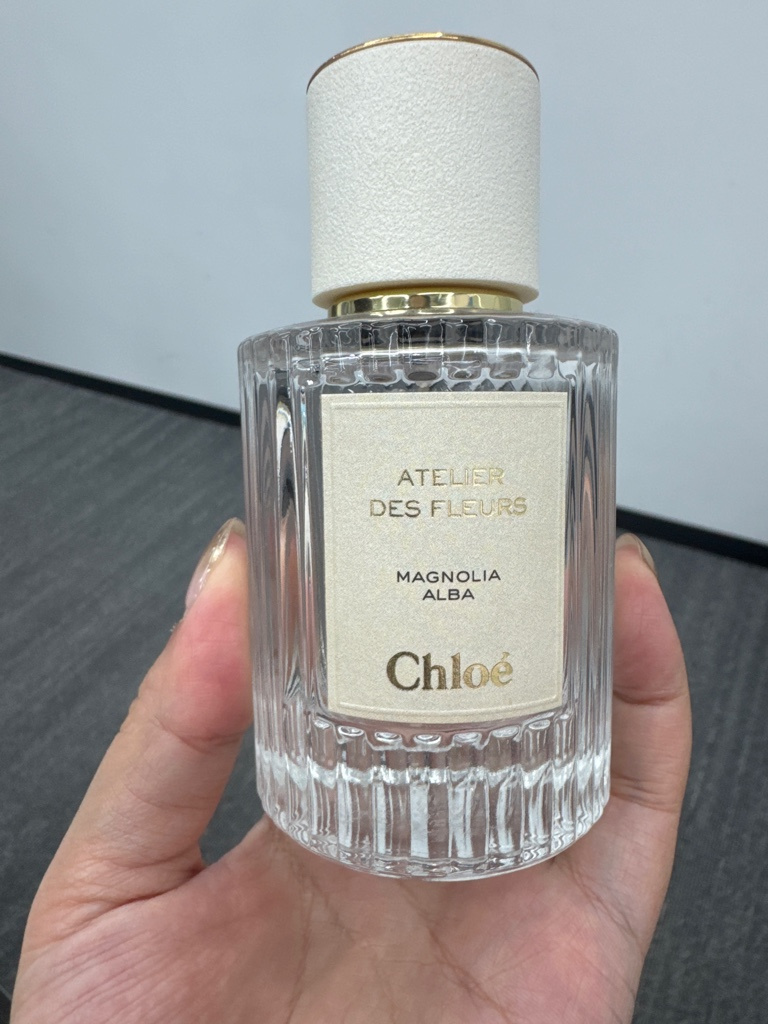 ATELIER
DES FLEURS
MAGNOLIA
ALBA
Chloé